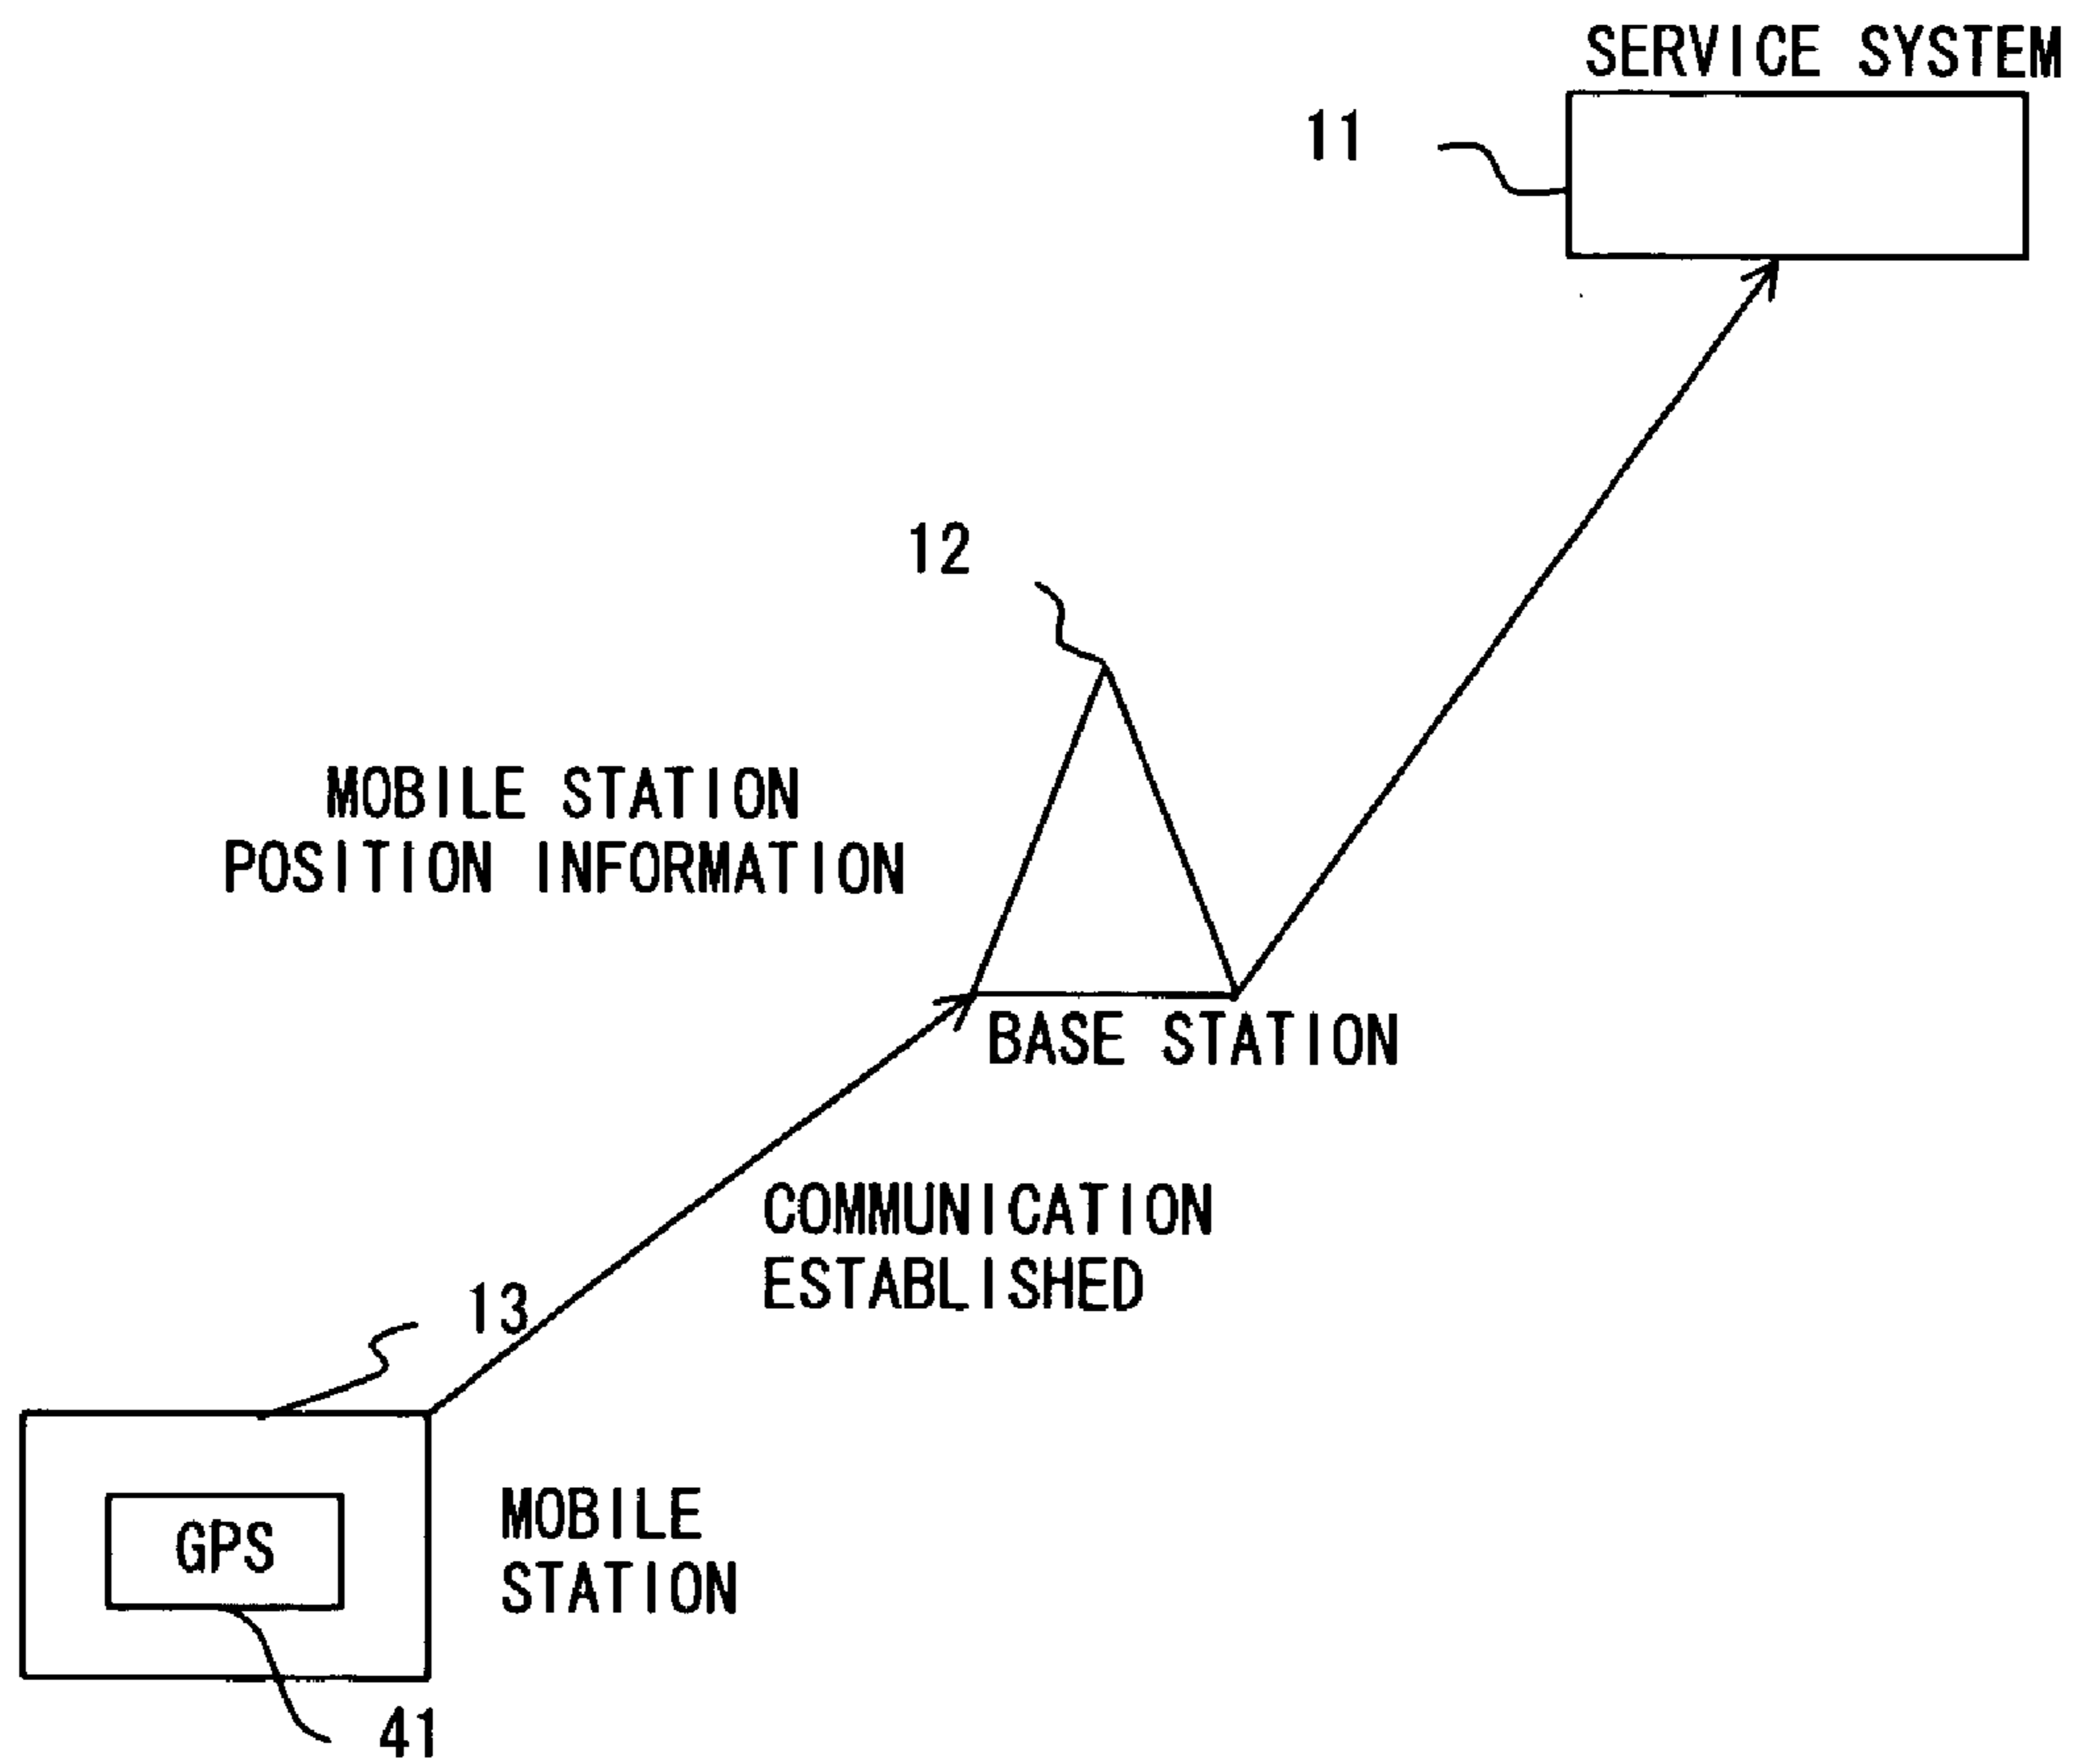 SERVICE SYSTEM
11
12
MOBILE STATION
POSITION INFORMATION
BASE STATION
COMMUNICATION
ESTABLISHED
13
GPS
MOBILE
STATION
41